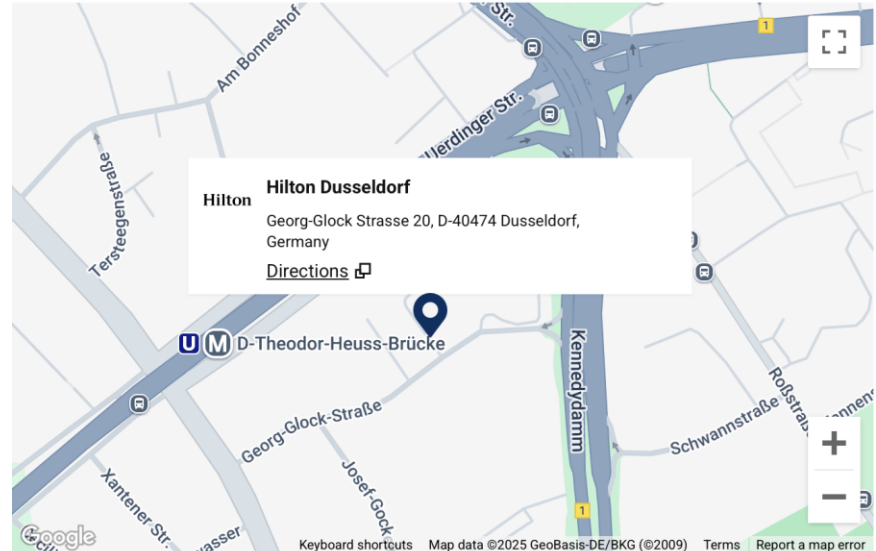 Str.
1
Am Bonneshof
Uerdinger Str.
Tersteegenstraße
Hilton
Hilton Dusseldorf
Georg-Glock Strasse 20, D-40474 Dusseldorf,
Germany
Directions
U M D-Theodor-Heuss-Brücke
Kennedydamm
Roßstraße
Georg-Glock-Straße
Schwannstraße
Josef-Gock
Xantener Str.
1
+
−
Google
Keyboard shortcuts Map data ©2025 GeoBasis-DE/BKG (©2009) Terms Report a map error